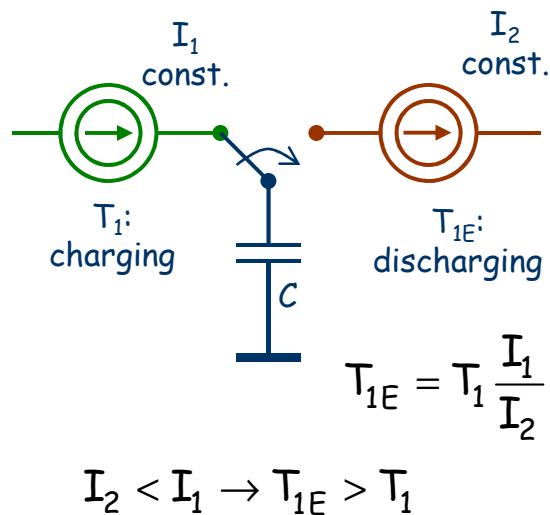 I₁
const.
I₂
const.
T₁:
charging
T₁E:
discharging
C
T₁E = T₁ I₁/I₂
I₂ < I₁ → T₁E > T₁